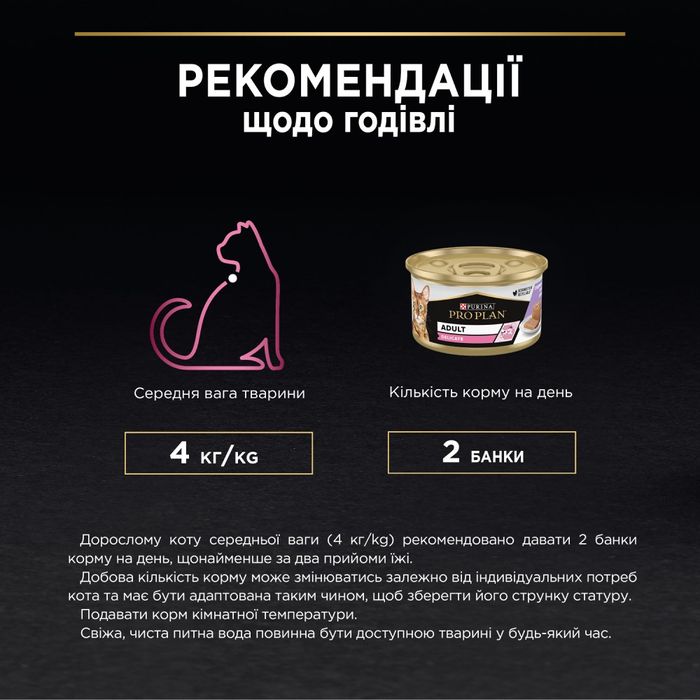 РЕКОМЕНДАЦІЇ
щодо годівлі
PURINA
PRO PLAN
ADULT
DELICATE
Середня вага тварини
Кількість корму на день
4 кг/kg
2 БАНКИ
Дорослому коту середньої ваги (4 кг/kg) рекомендовано давати 2 банки
корму на день, щонайменше за два прийоми їжі.
Добова кількість корму може змінюватись залежно від індивідуальних потреб
кота та має бути адаптована таким чином, щоб зберегти його струнку статуру.
Подавати корм кімнатної температури.
Свіжа, чиста питна вода повинна бути доступною тварині у будь-який час.